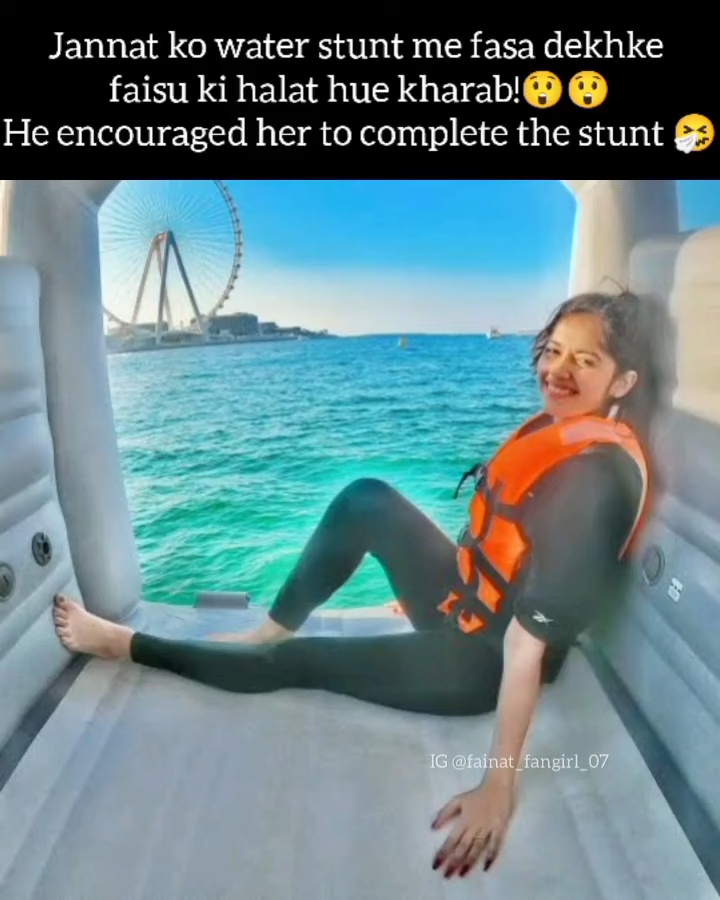 Jannat ko water stunt me fasa dekhke
faisu ki halat hue kharab!😲😲
He encouraged her to complete the stunt 🤧
IG @fainat_fangirl_07